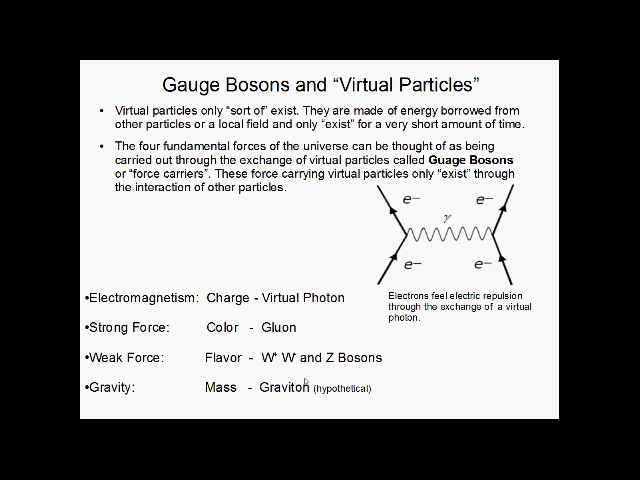 Gauge Bosons and “Virtual Particles”
• Virtual particles only “sort of” exist. They are made of energy borrowed from
other particles or a local field and only “exist” for a very short amount of time.
• The four fundamental forces of the universe can be thought of as being
carried out through the exchange of virtual particles called Guage Bosons
or “force carriers”. These force carrying virtual particles only “exist” through
the interaction of other particles.
e− e−
γ
e− e−
Electrons feel electric repulsion
through the exchange of a virtual
photon.
•Electromagnetism: Charge - Virtual Photon
•Strong Force: Color - Gluon
•Weak Force: Flavor - W⁺ W⁻ and Z Bosons
•Gravity: Mass - Graviton (hypothetical)